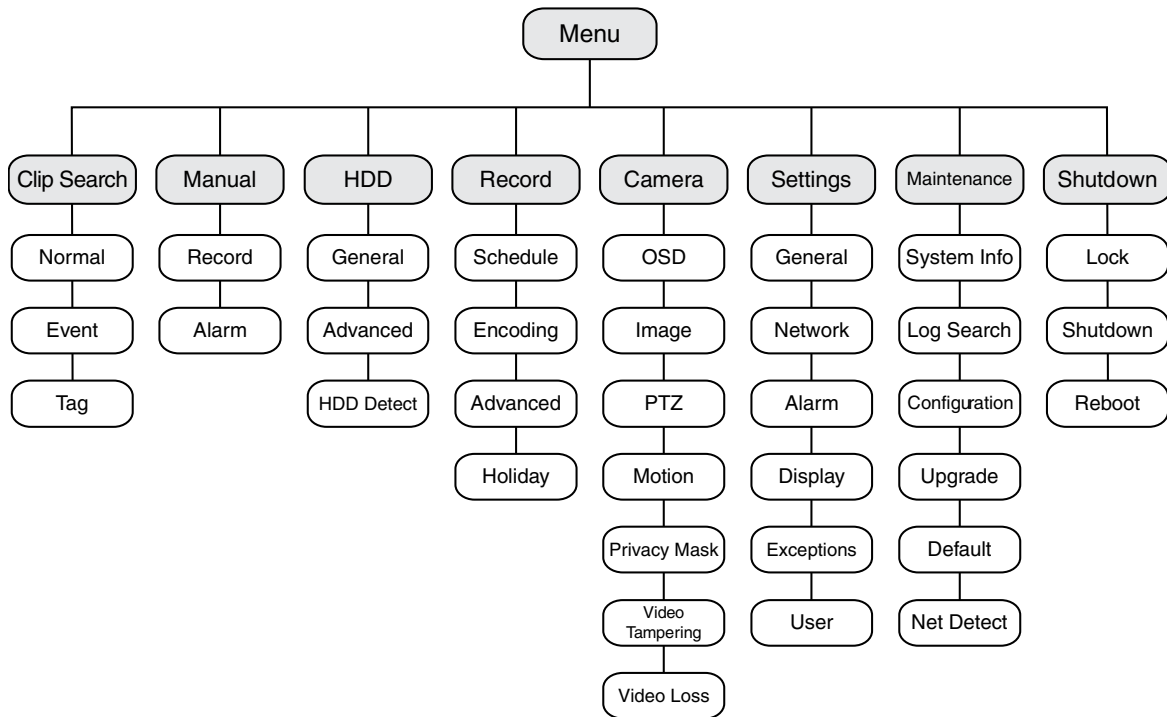 Menu
Clip Search
Manual
HDD
Record
Camera
Settings
Maintenance
Shutdown
Normal
Record
General
Schedule
OSD
General
System Info
Lock
Event
Alarm
Advanced
Encoding
Image
Network
Log Search
Shutdown
Tag
HDD Detect
Advanced
PTZ
Alarm
Configuration
Reboot
Holiday
Motion
Display
Upgrade
Privacy Mask
Exceptions
Default
Video
Tampering
User
Net Detect
Video Loss